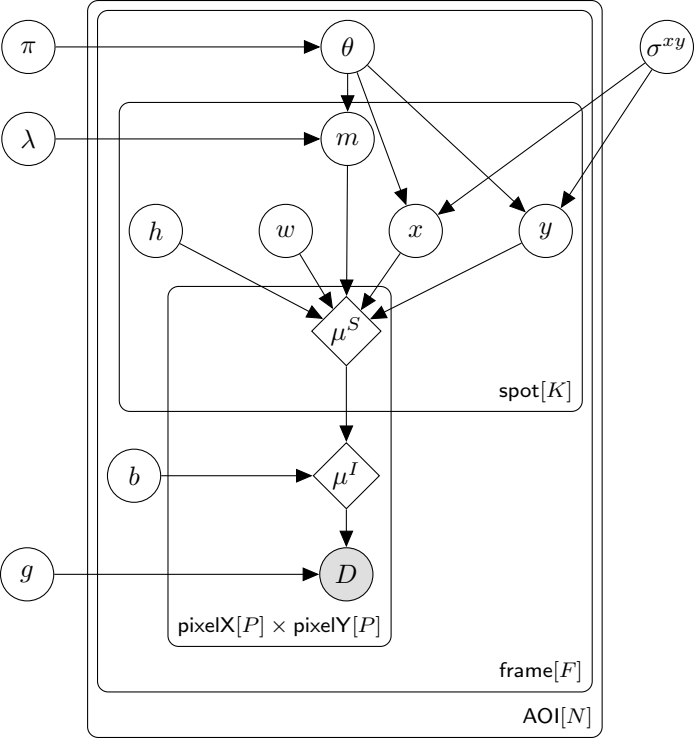 π θ σ^{xy}
λ m
h w x y
μ^S
spot[K]
b μ^I
g D
pixelX[P] × pixelY[P]
frame[F]
AOI[N]